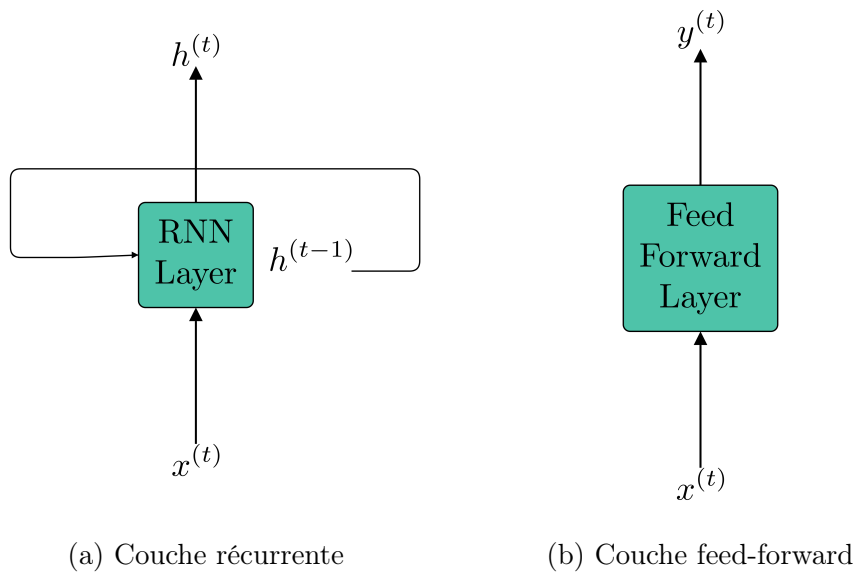 h^{(t)}
RNN
Layer
h^{(t−1)}
x^{(t)}
(a) Couche récurrente
y^{(t)}
Feed
Forward
Layer
x^{(t)}
(b) Couche feed-forward